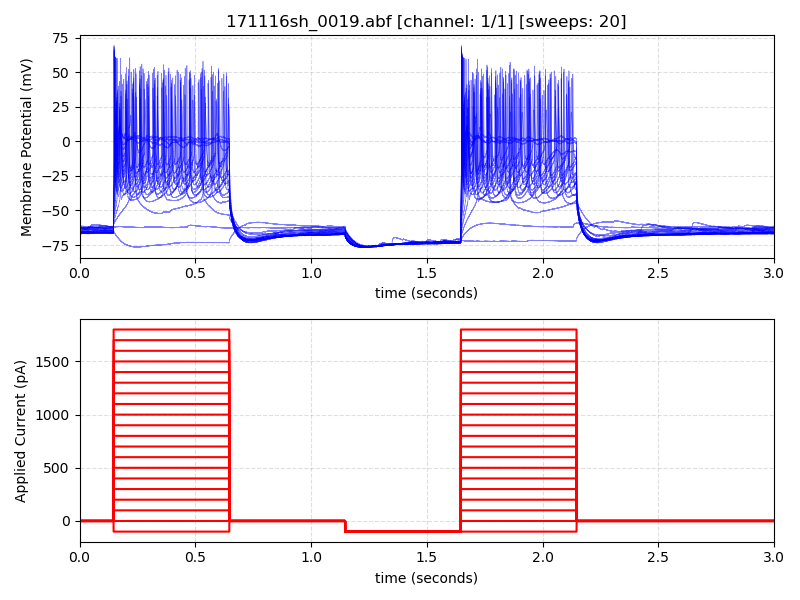 171116sh_0019.abf [channel: 1/1] [sweeps: 20]
Membrane Potential (mV)
75
50
25
0
−25
−50
−75
0.0 0.5 1.0 1.5 2.0 2.5 3.0
time (seconds)
Applied Current (pA)
1500
1000
500
0
0.0 0.5 1.0 1.5 2.0 2.5 3.0
time (seconds)